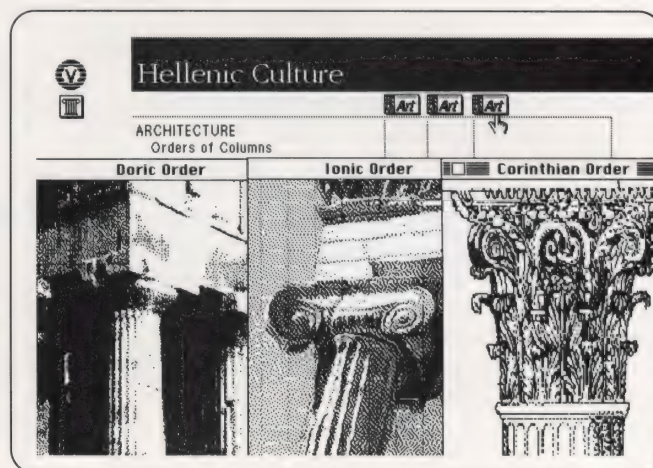 V
Hellenic Culture
Art Art Art
ARCHITECTURE
Orders of Columns
Doric Order
Ionic Order
Corinthian Order